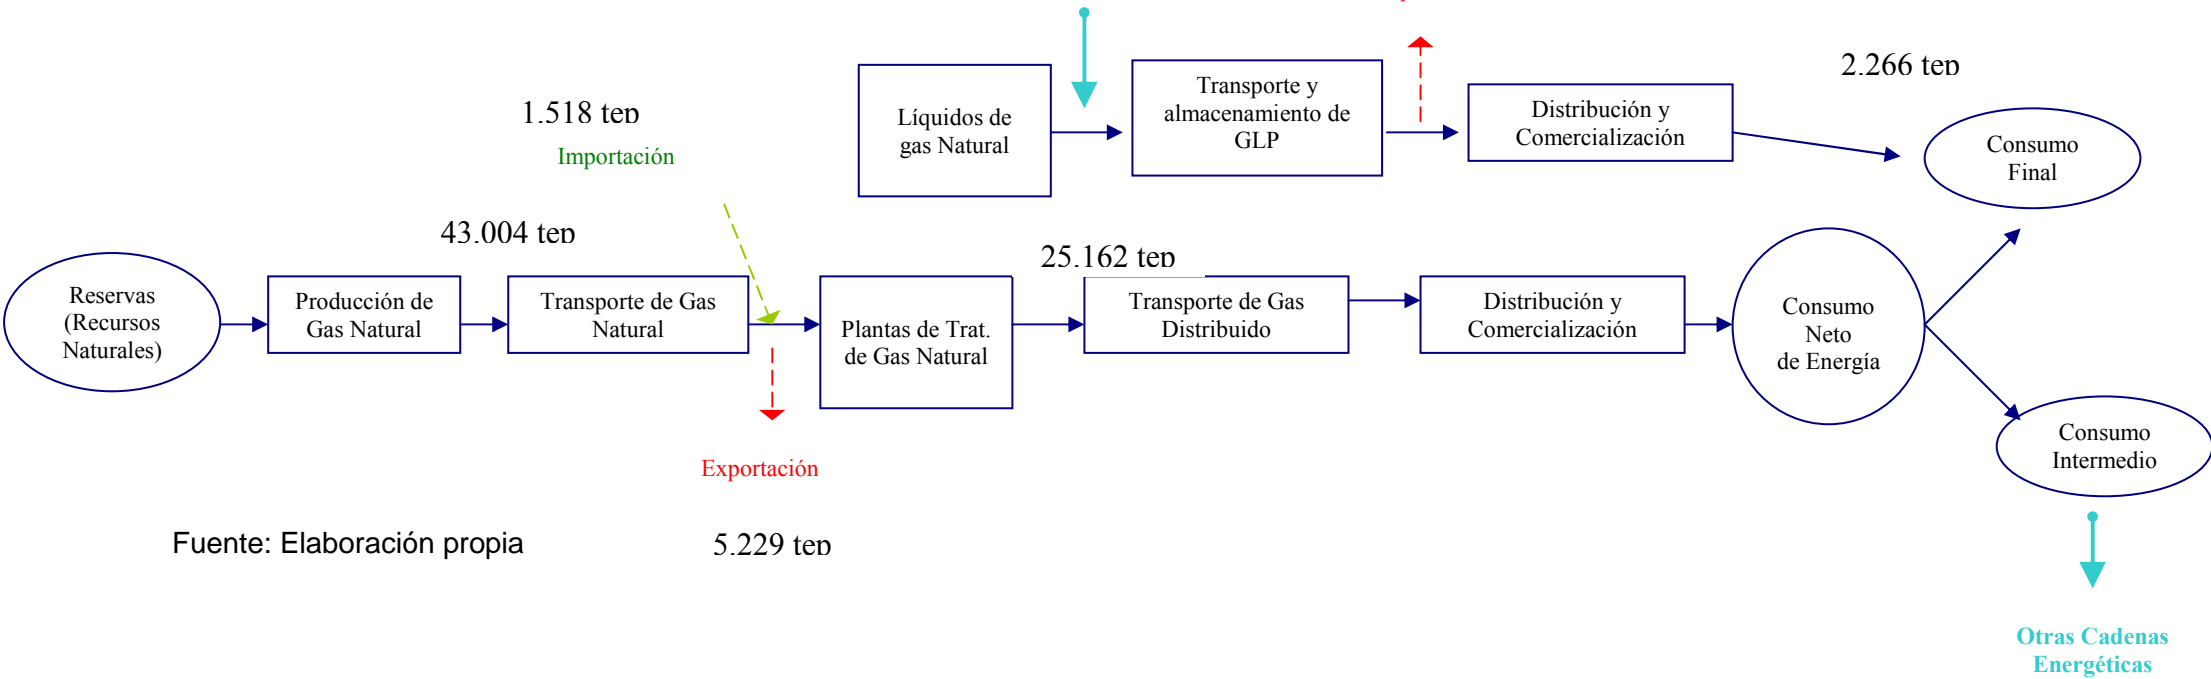 2.266 tep
Transporte y
almacenamiento de
GLP
Distribución y
Comercialización
Líquidos de
gas Natural
1.518 tep
Importación
Consumo
Final
43.004 tep
25.162 tep
Reservas
(Recursos
Naturales)
Producción de
Gas Natural
Transporte de Gas
Natural
Plantas de Trat.
de Gas Natural
Transporte de Gas
Distribuido
Distribución y
Comercialización
Consumo
Neto
de Energía
Consumo
Intermedio
Exportación
5.229 tep
Fuente: Elaboración propia
Otras Cadenas
Energéticas